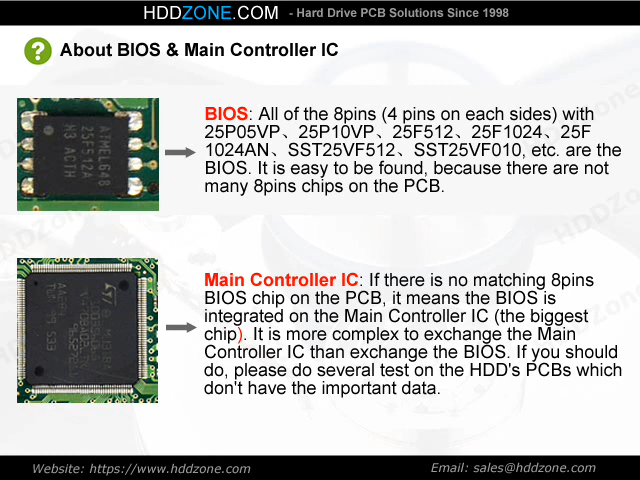 HDDZONE.COM - Hard Drive PCB Solutions Since 1998
About BIOS & Main Controller IC
ATMEL648
25F512A
N3 ACTH
BIOS: All of the 8pins (4 pins on each sides) with
25P05VP、25P10VP、25F512、25F1024、25F
1024AN、SST25VF512、SST25VF010, etc. are the
BIOS. It is easy to be found, because there are not
many 8pins chips on the PCB.
Main Controller IC: If there is no matching 8pins
BIOS chip on the PCB, it means the BIOS is
integrated on the Main Controller IC (the biggest
chip). It is more complex to exchange the Main
Controller IC than exchange the BIOS. If you should
do, please do several test on the HDD's PCBs which
don't have the important data.
HDDZone
HDDZone
Website: https://www.hddzone.com
Email: sales@hddzone.com